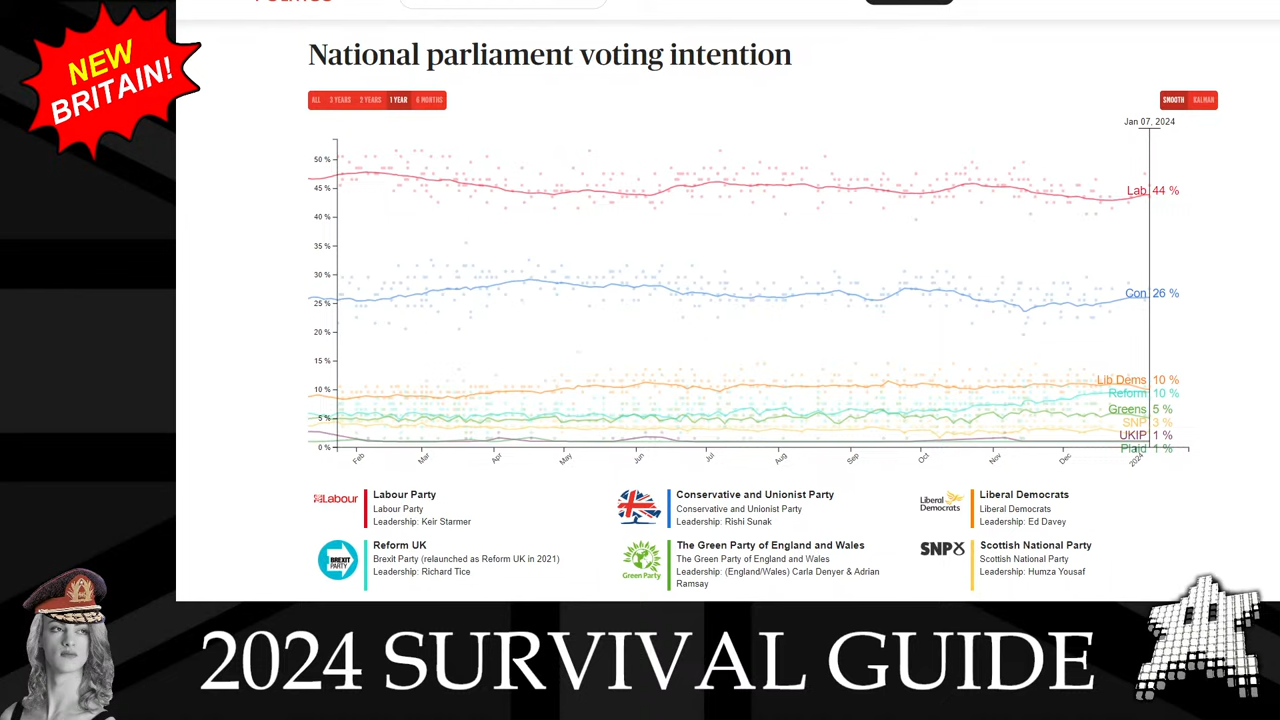 NEW
BRITAIN!
National parliament voting intention
ALL 3 YEARS 2 YEARS 1 YEAR 6 MONTHS
SMOOTH KALMAN
Jan 07, 2024
50 %
45 %
40 %
35 %
30 %
25 %
20 %
15 %
10 %
5 %
0 %
Lab 44 %
Con 26 %
Lib Dems 10 %
Reform 10 %
Greens 5 %
SNP 3 %
UKIP 1 %
Plaid 1 %
Feb Mar Apr May Jun Jul Aug Sep Oct Nov Dec 2024
Labour
Labour Party
Labour Party
Leadership: Keir Starmer
Conservative and Unionist Party
Conservative and Unionist Party
Leadership: Rishi Sunak
Liberal
Democrats
Liberal Democrats
Liberal Democrats
Leadership: Ed Davey
BREXIT
PARTY
Reform UK
Brexit Party (relaunched as Reform UK in 2021)
Leadership: Richard Tice
Green Party
The Green Party of England and Wales
The Green Party of England and Wales
Leadership: (England/Wales) Carla Denyer & Adrian
Ramsay
SNP
Scottish National Party
Scottish National Party
Leadership: Humza Yousaf
2024 SURVIVAL GUIDE